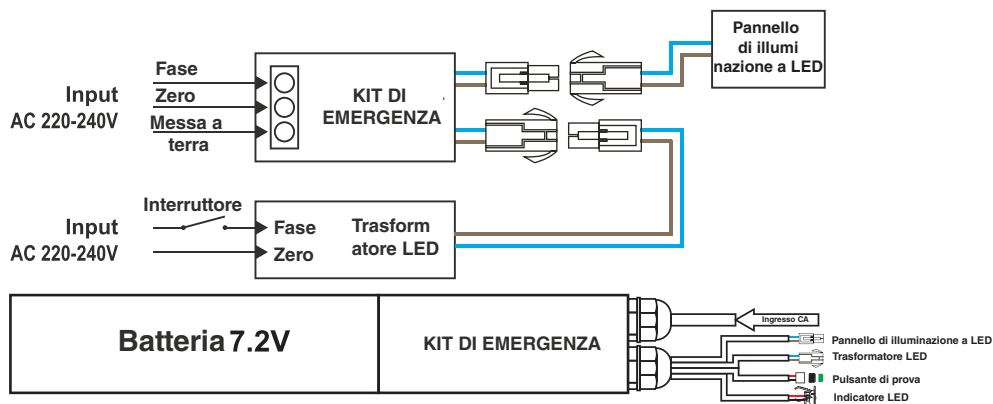 Pannello
di illumi
nazione a LED
Fase
Zero
Messa a
terra
Input
AC 220-240V
KIT DI
EMERGENZA
Interruttore
Input
AC 220-240V
Fase
Zero
Trasform
atore LED
Batteria 7.2V
KIT DI EMERGENZA
Ingresso CA
Pannello di illuminazione a LED
Trasformatore LED
Pulsante di prova
Indicatore LED